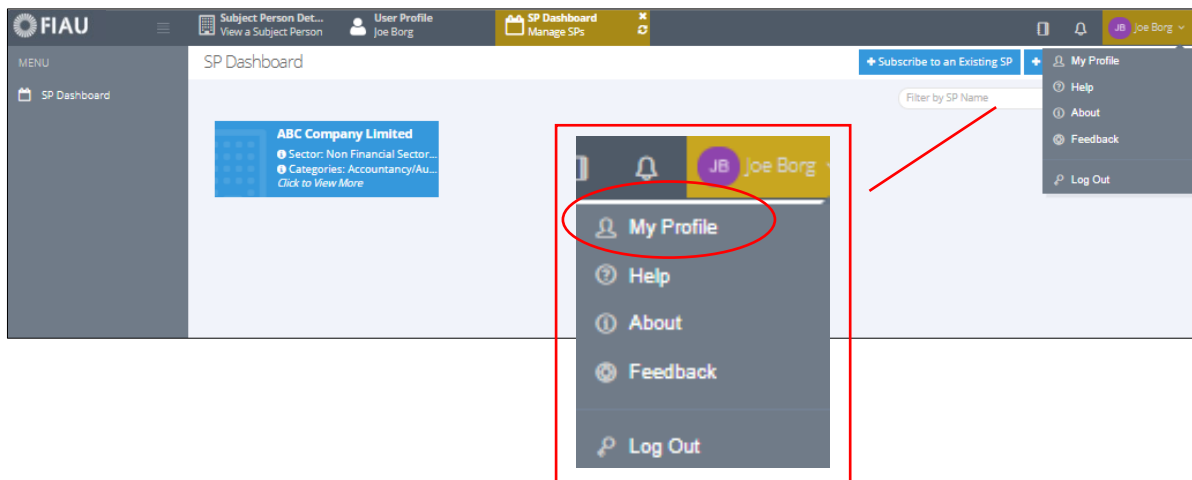 FIAU
Subject Person Det...
View a Subject Person
User Profile
Joe Borg
SP Dashboard
Manage SPs
JB Joe Borg
MENU
SP Dashboard
SP Dashboard
+ Subscribe to an Existing SP
+
Filter by SP Name
My Profile
Help
About
Feedback
Log Out
ABC Company Limited
Sector: Non Financial Sector...
Categories: Accountancy/Au...
Click to View More
JB Joe Borg
My Profile
Help
About
Feedback
Log Out